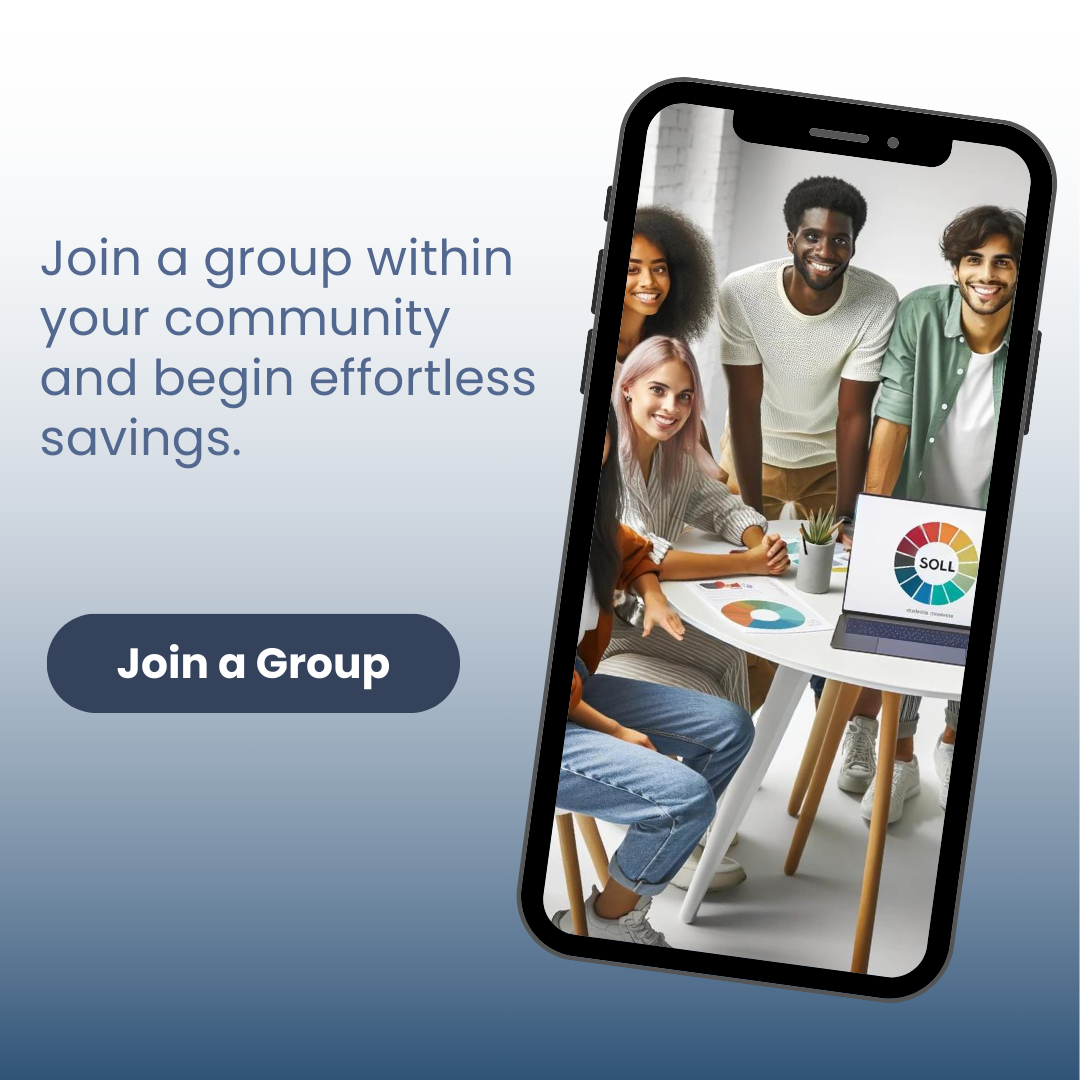 Join a group within
your community
and begin effortless
savings.
Join a Group
SOLL